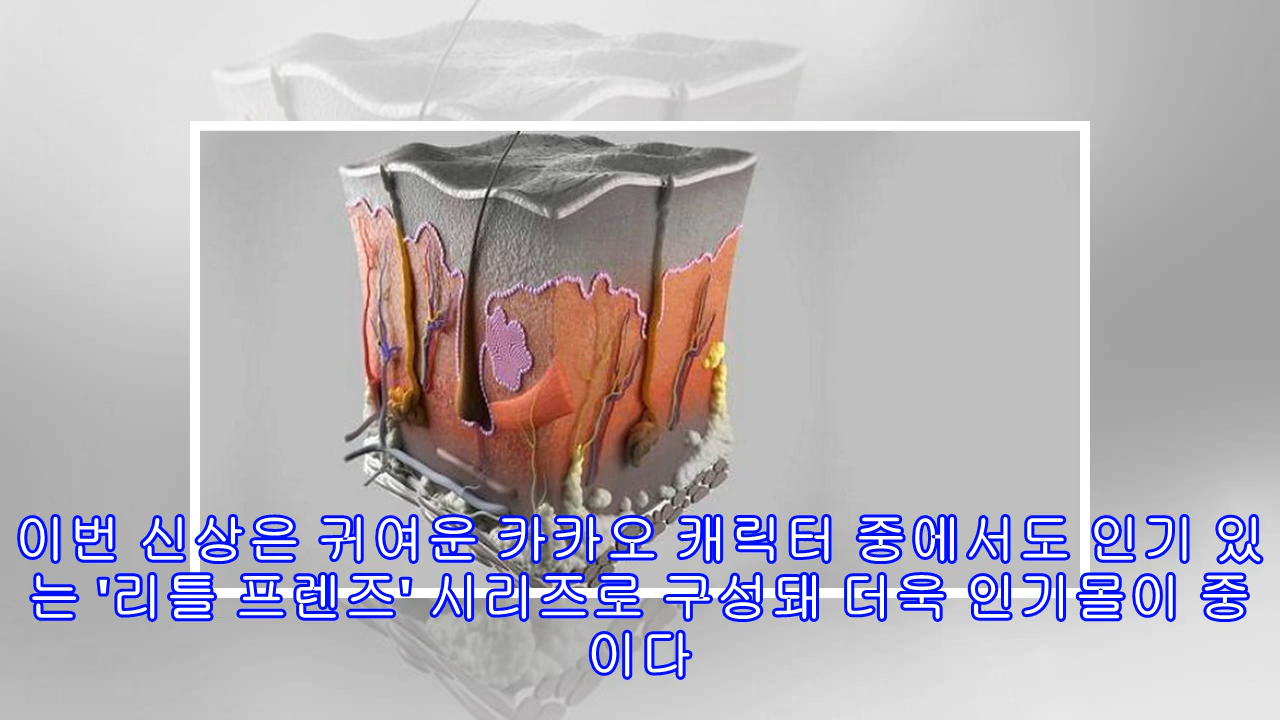 이번 신상은 귀여운 카카오 캐릭터 중에서도 인기 있
는 '리틀 프렌즈' 시리즈로 구성돼 더욱 인기몰이 중
이다